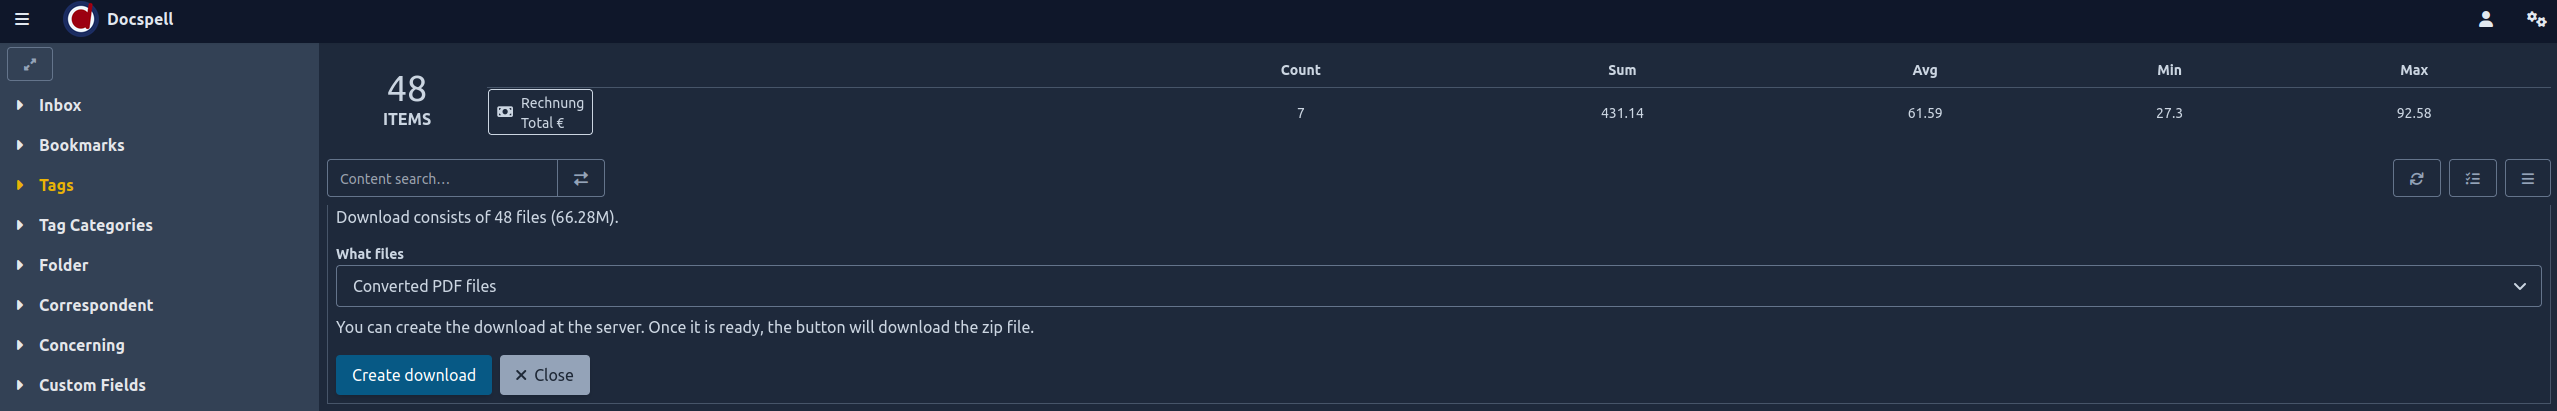 Docspell
Inbox
Bookmarks
Tags
Tag Categories
Folder
Correspondent
Concerning
Custom Fields
48
ITEMS
Count Sum Avg Min Max
Rechnung
Total €
7 431.14 61.59 27.3 92.58
Content search…
Download consists of 48 files (66.28M).
What files
Converted PDF files
You can create the download at the server. Once it is ready, the button will download the zip file.
Create download Close